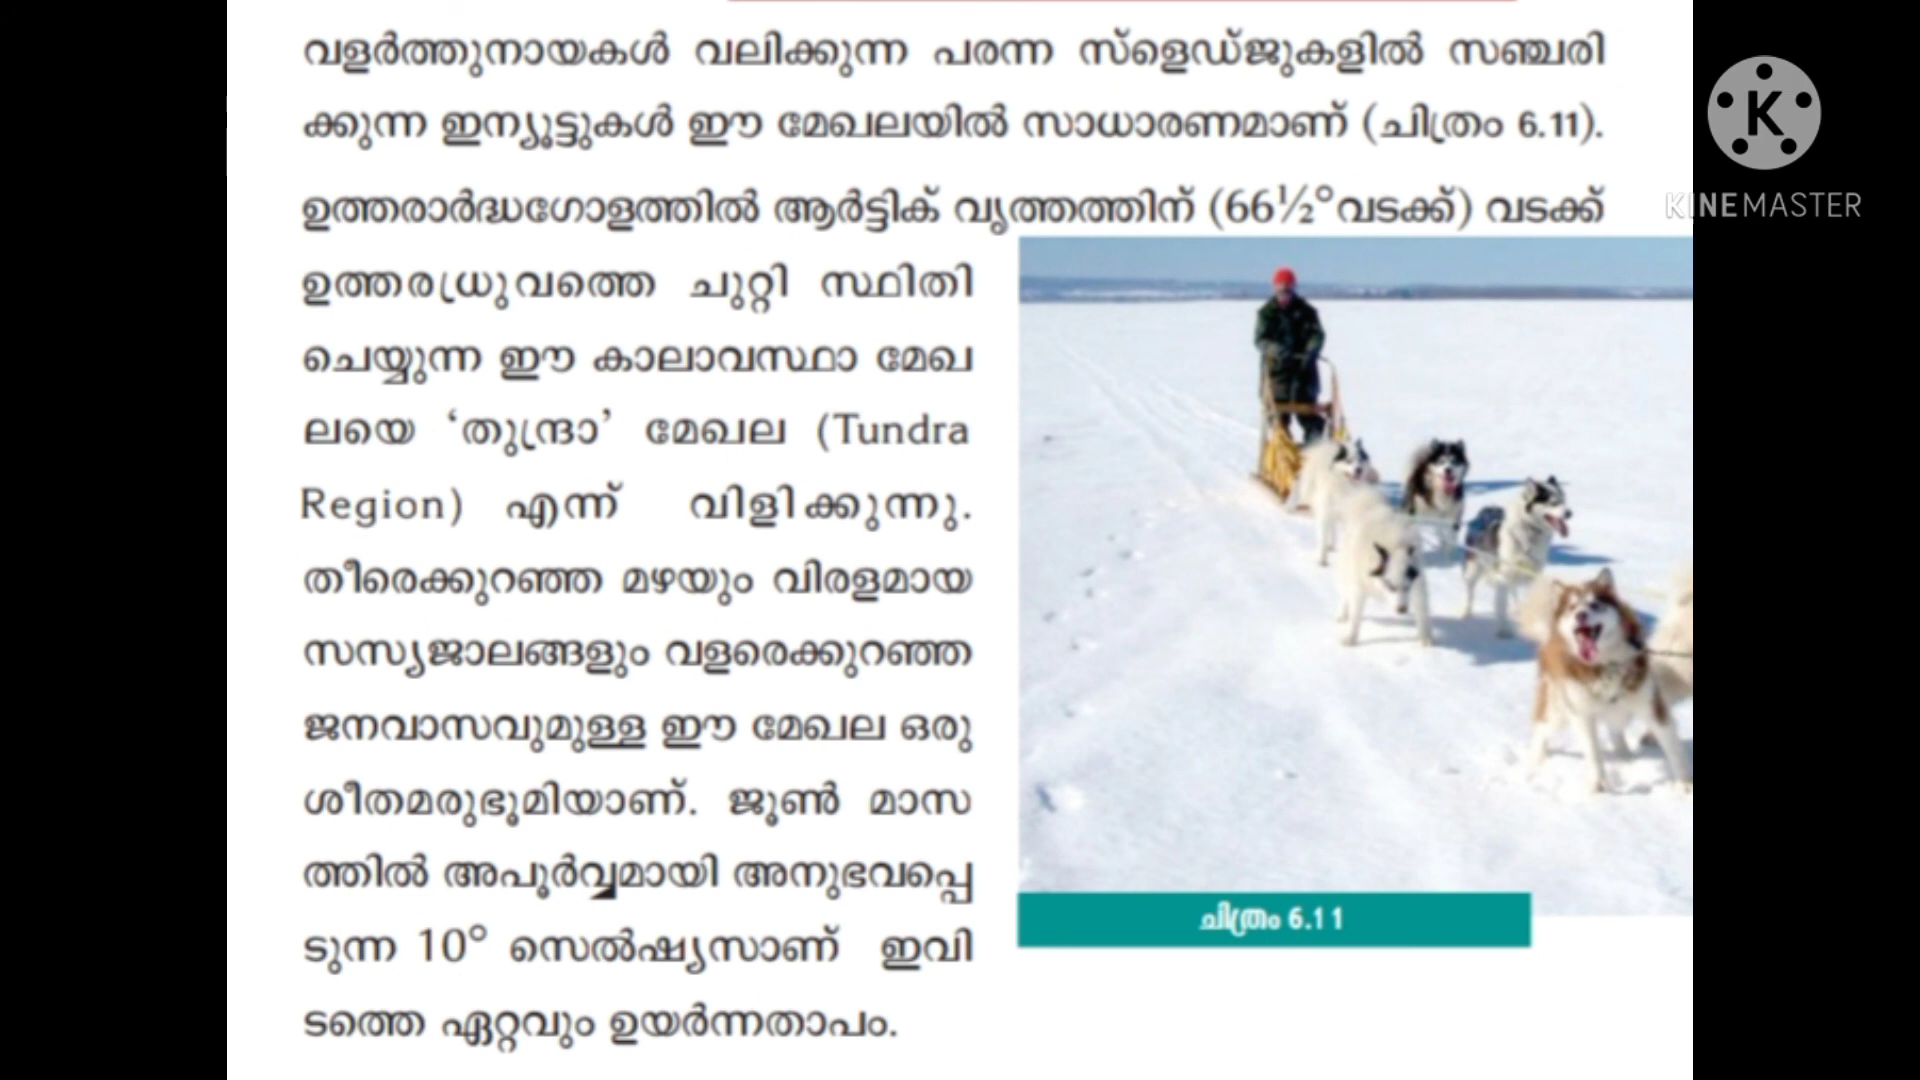 വളർത്തുനായകൾ വലിക്കുന്ന പരന്ന സ്ളെഡ്ജുകളിൽ സഞ്ചരി
ക്കുന്ന ഇന്യൂട്ടുകൾ ഈ മേഖലയിൽ സാധാരണമാണ് (ചിത്രം 6.11).
ഉത്തരാർദ്ധഗോളത്തിൽ ആർട്ടിക് വൃത്തത്തിന് (66½°വടക്ക്) വടക്ക്
ഉത്തരധ്രുവത്തെ ചുറ്റി സ്ഥിതി
ചെയ്യുന്ന ഈ കാലാവസ്ഥാ മേഖ
ലയെ ‘തുന്ദ്രാ’ മേഖല (Tundra
Region) എന്ന് വിളിക്കുന്നു.
തീരെക്കുറഞ്ഞ മഴയും വിരളമായ
സസ്യജാലങ്ങളും വളരെക്കുറഞ്ഞ
ജനവാസവുമുള്ള ഈ മേഖല ഒരു
ശീതമരുഭൂമിയാണ്. ജൂൺ മാസ
ത്തിൽ അപൂർവ്വമായി അനുഭവപ്പെ
ടുന്ന 10° സെൽഷ്യസാണ് ഇവി
ടത്തെ ഏറ്റവും ഉയർന്നതാപം.
ചിത്രം 6.11
K
KINEMASTER